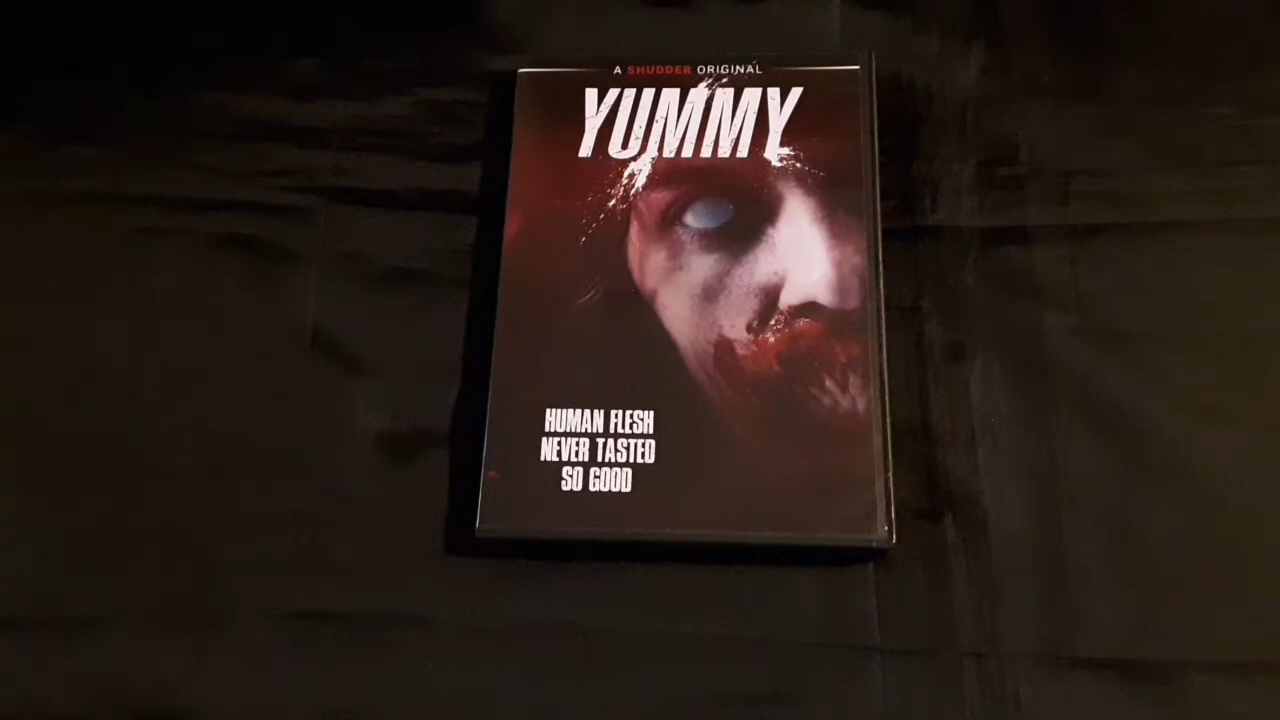 A SHUDDER ORIGINAL
YUMMY
HUMAN FLESH
NEVER TASTED
SO GOOD